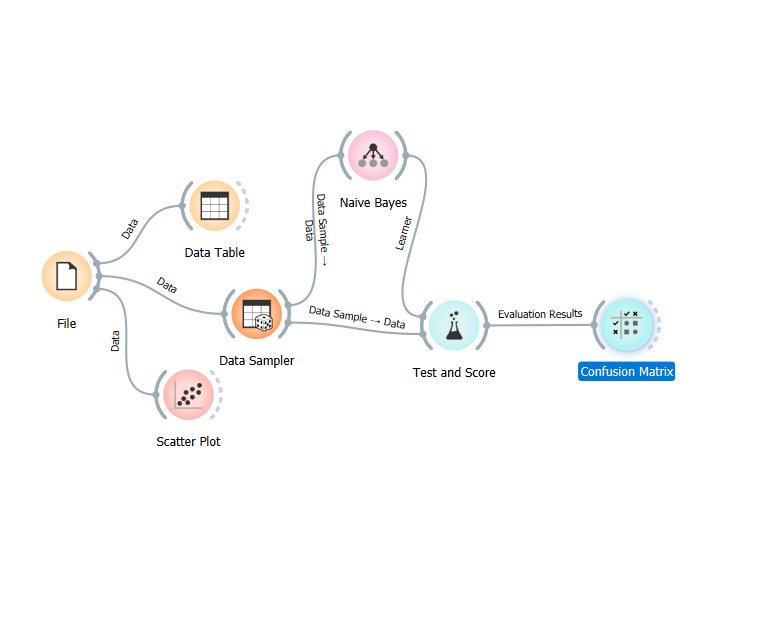 Naive Bayes
Data
Data Table
Data Sample →
Data
Learner
Data
File
Data Sampler
Data Sample → Data
Test and Score
Evaluation Results
Confusion Matrix
Data
Scatter Plot